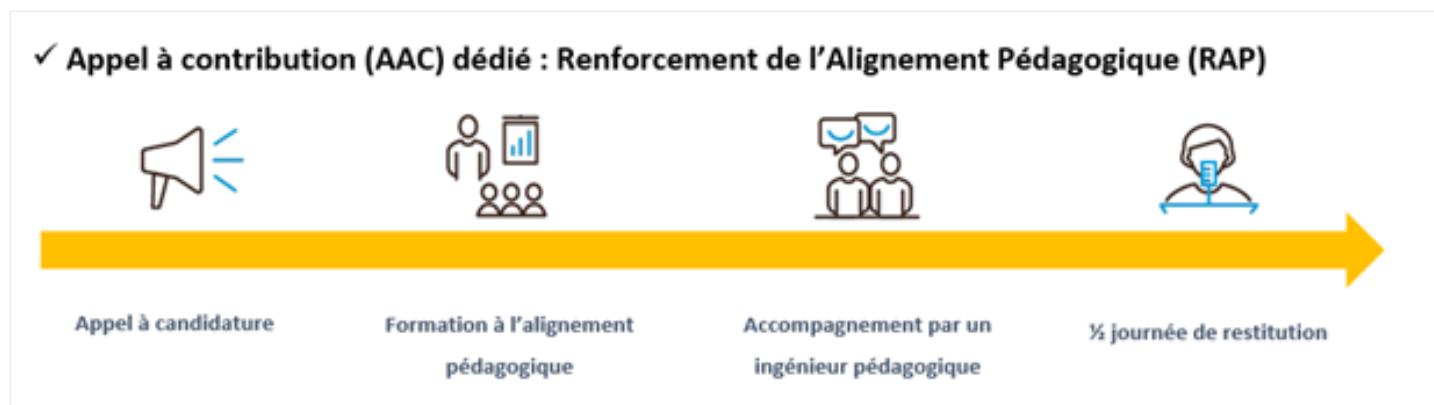 ✓ Appel à contribution (AAC) dédié : Renforcement de l'Alignement Pédagogique (RAP)
Appel à candidature
Formation à l'alignement
pédagogique
Accompagnement par un
ingénieur pédagogique
½ journée de restitution